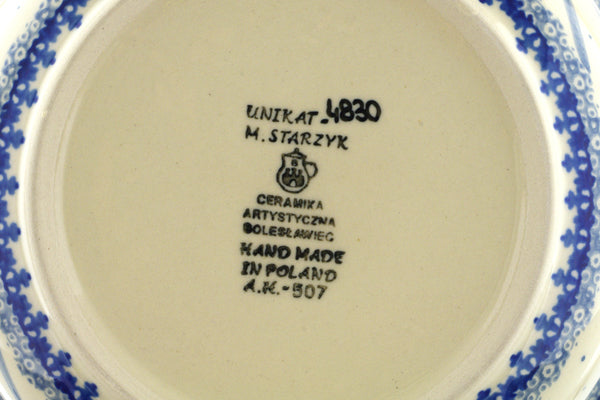 UNIKAT-4830
M. STARZYK
CERAMIKA
ARTYSTYCZNA
BOLESŁAWIEC
HAND MADE
IN POLAND
A.K.-507